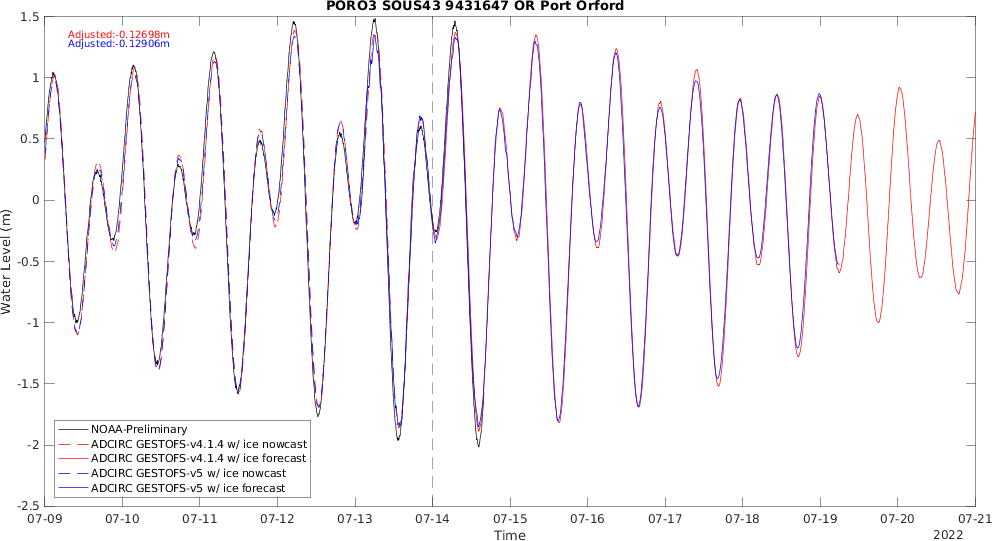 PORO3 SOUS43 9431647 OR Port Orford
Adjusted:-0.12698m
Adjusted:-0.12906m
1.5
1
0.5
0
-0.5
-1
-1.5
-2
-2.5
Water Level (m)
NOAA-Preliminary
ADCIRC GESTOFS-v4.1.4 w/ ice nowcast
ADCIRC GESTOFS-v4.1.4 w/ ice forecast
ADCIRC GESTOFS-v5 w/ ice nowcast
ADCIRC GESTOFS-v5 w/ ice forecast
07-09 07-10 07-11 07-12 07-13 07-14 07-15 07-16 07-17 07-18 07-19 07-20 07-21
Time
2022